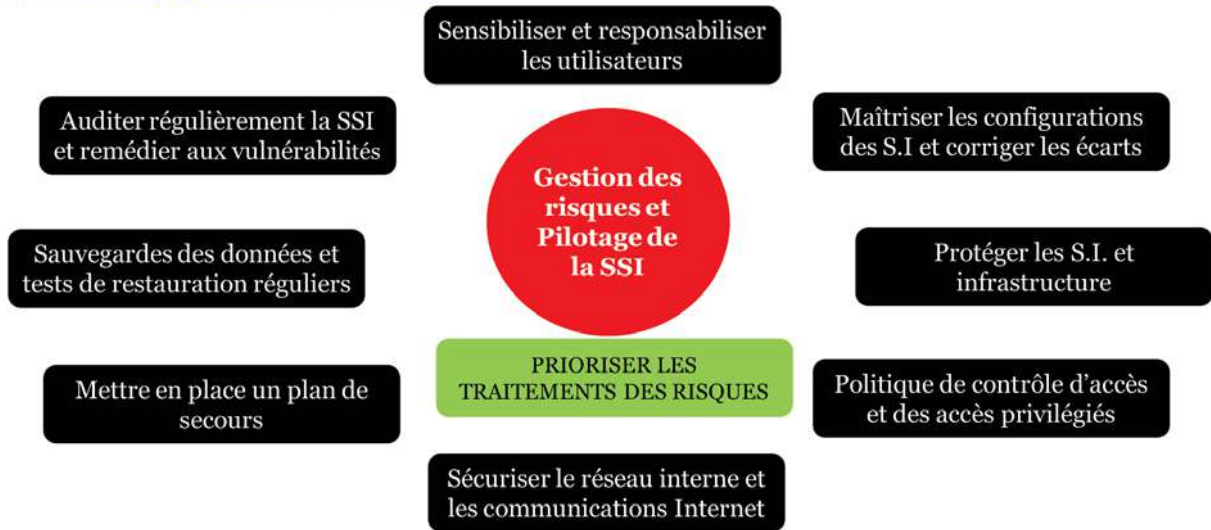 Sensibiliser et responsabiliser
les utilisateurs
Auditer régulièrement la SSI
et remédier aux vulnérabilités
Maîtriser les configurations
des S.I et corriger les écarts
Gestion des
risques et
Pilotage de
la SSI
Sauvegardes des données et
tests de restauration réguliers
Protéger les S.I. et
infrastructure
PRIORISER LES
TRAITEMENTS DES RISQUES
Mettre en place un plan de
secours
Politique de contrôle d'accès
et des accès privilégiés
Sécuriser le réseau interne et
les communications Internet